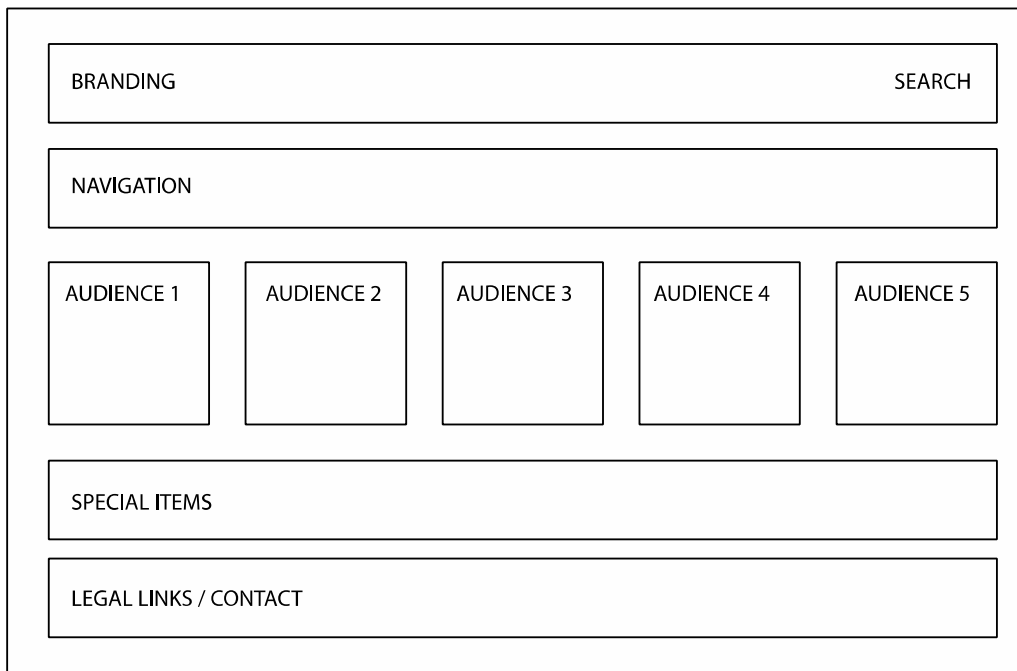 BRANDING SEARCH
NAVIGATION
AUDIENCE 1 AUDIENCE 2 AUDIENCE 3 AUDIENCE 4 AUDIENCE 5
SPECIAL ITEMS
LEGAL LINKS / CONTACT